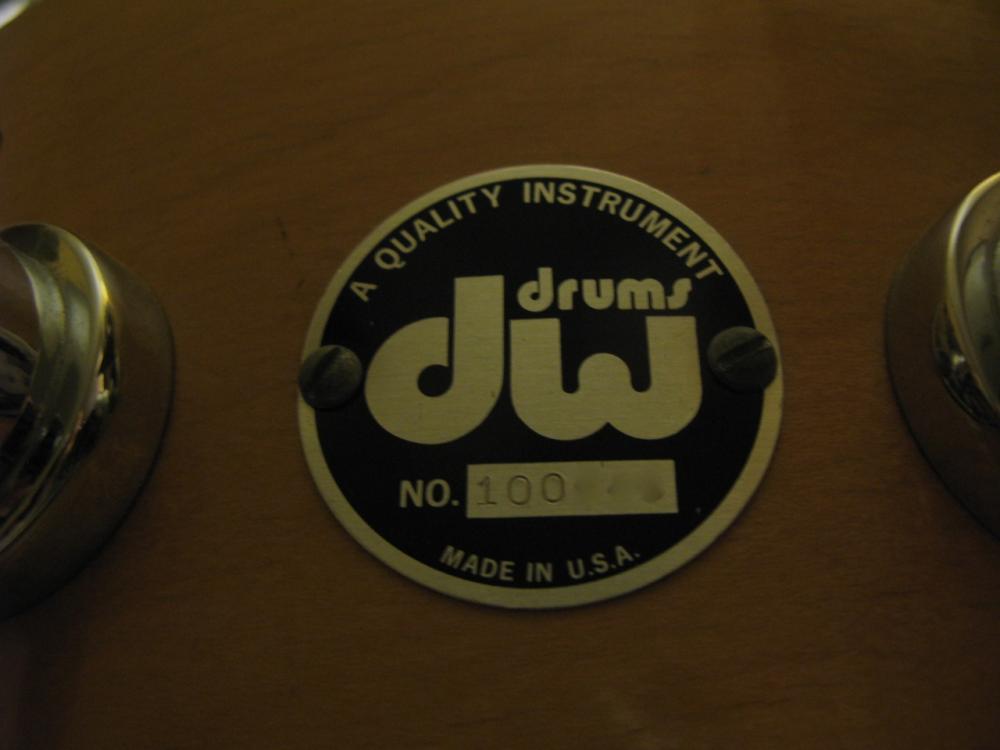 A QUALITY INSTRUMENT
drums
dw
NO. 100
MADE IN U.S.A.